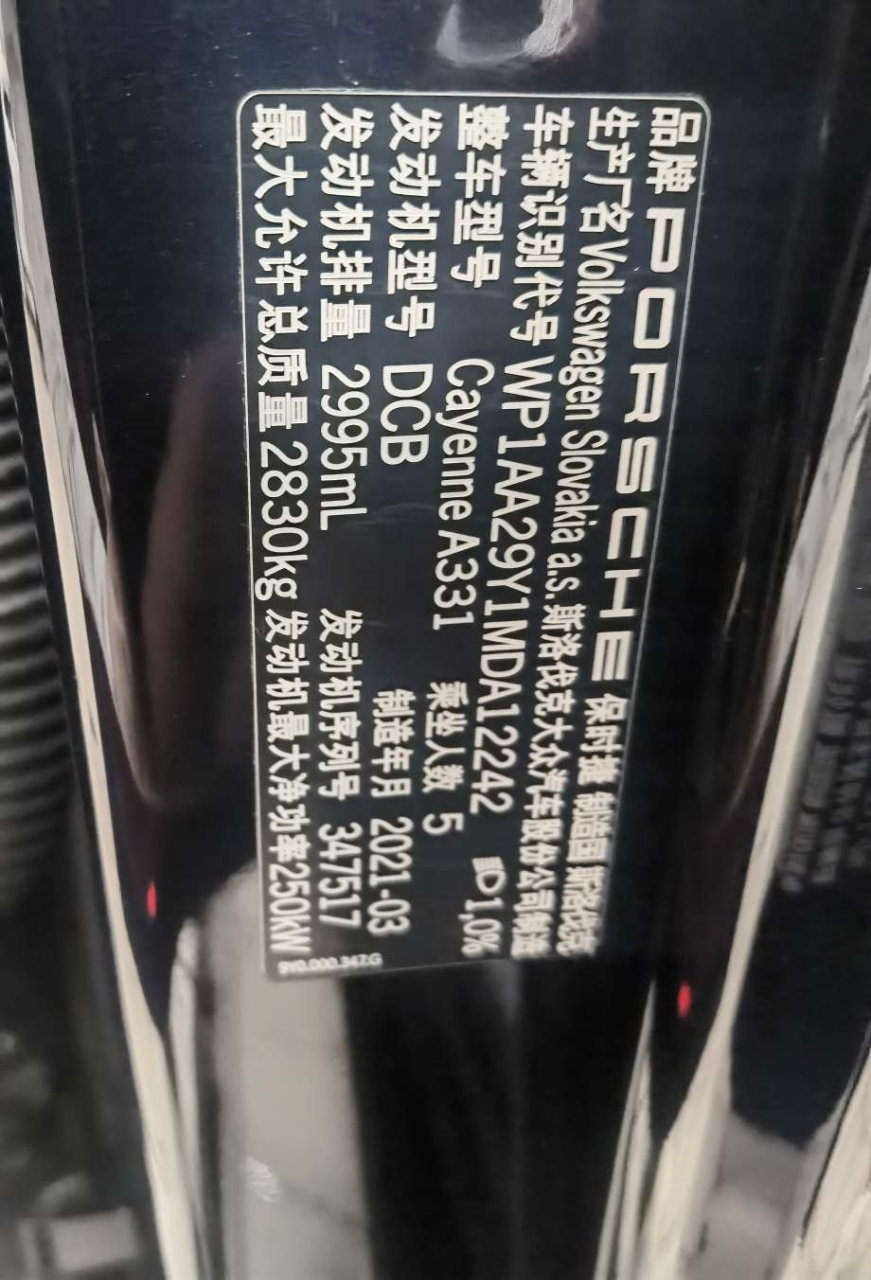 品牌 PORSCHE 保时捷 制造国 斯洛伐克
生产厂名 Volkswagen Slovakia a.s. 斯洛伐克大众汽车股份公司制造
车辆识别代号 WP1AA29Y1MDA12242
1,0%
整车型号 Cayenne A331 乘坐人数 5
发动机型号 DCB 制造年月 2021-03
发动机排量 2995mL 发动机序列号 347517
最大允许总质量 2830kg 发动机最大净功率250kW
9Y0.000.347.G